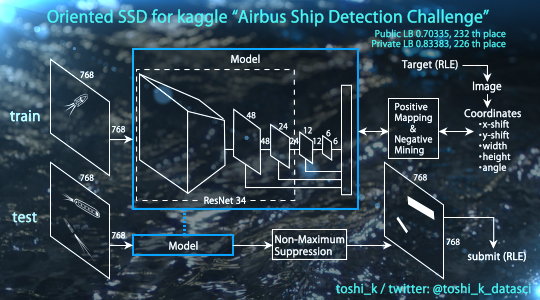 Oriented SSD for kaggle “Airbus Ship Detection Challenge”
Public LB 0.70335, 232 th place
Private LB 0.83383, 226 th place
Model
Target (RLE)
768
train
768
48
48
24
24
12
12
6
6
ResNet 34
Positive
Mapping
&
Negative
Mining
Image
Coordinates
•x-shift
•y-shift
•width
•height
•angle
768
test
768
Model
Non-Maximum
Suppression
768
768
submit (RLE)
toshi_k / twitter: @toshi_k_datasci